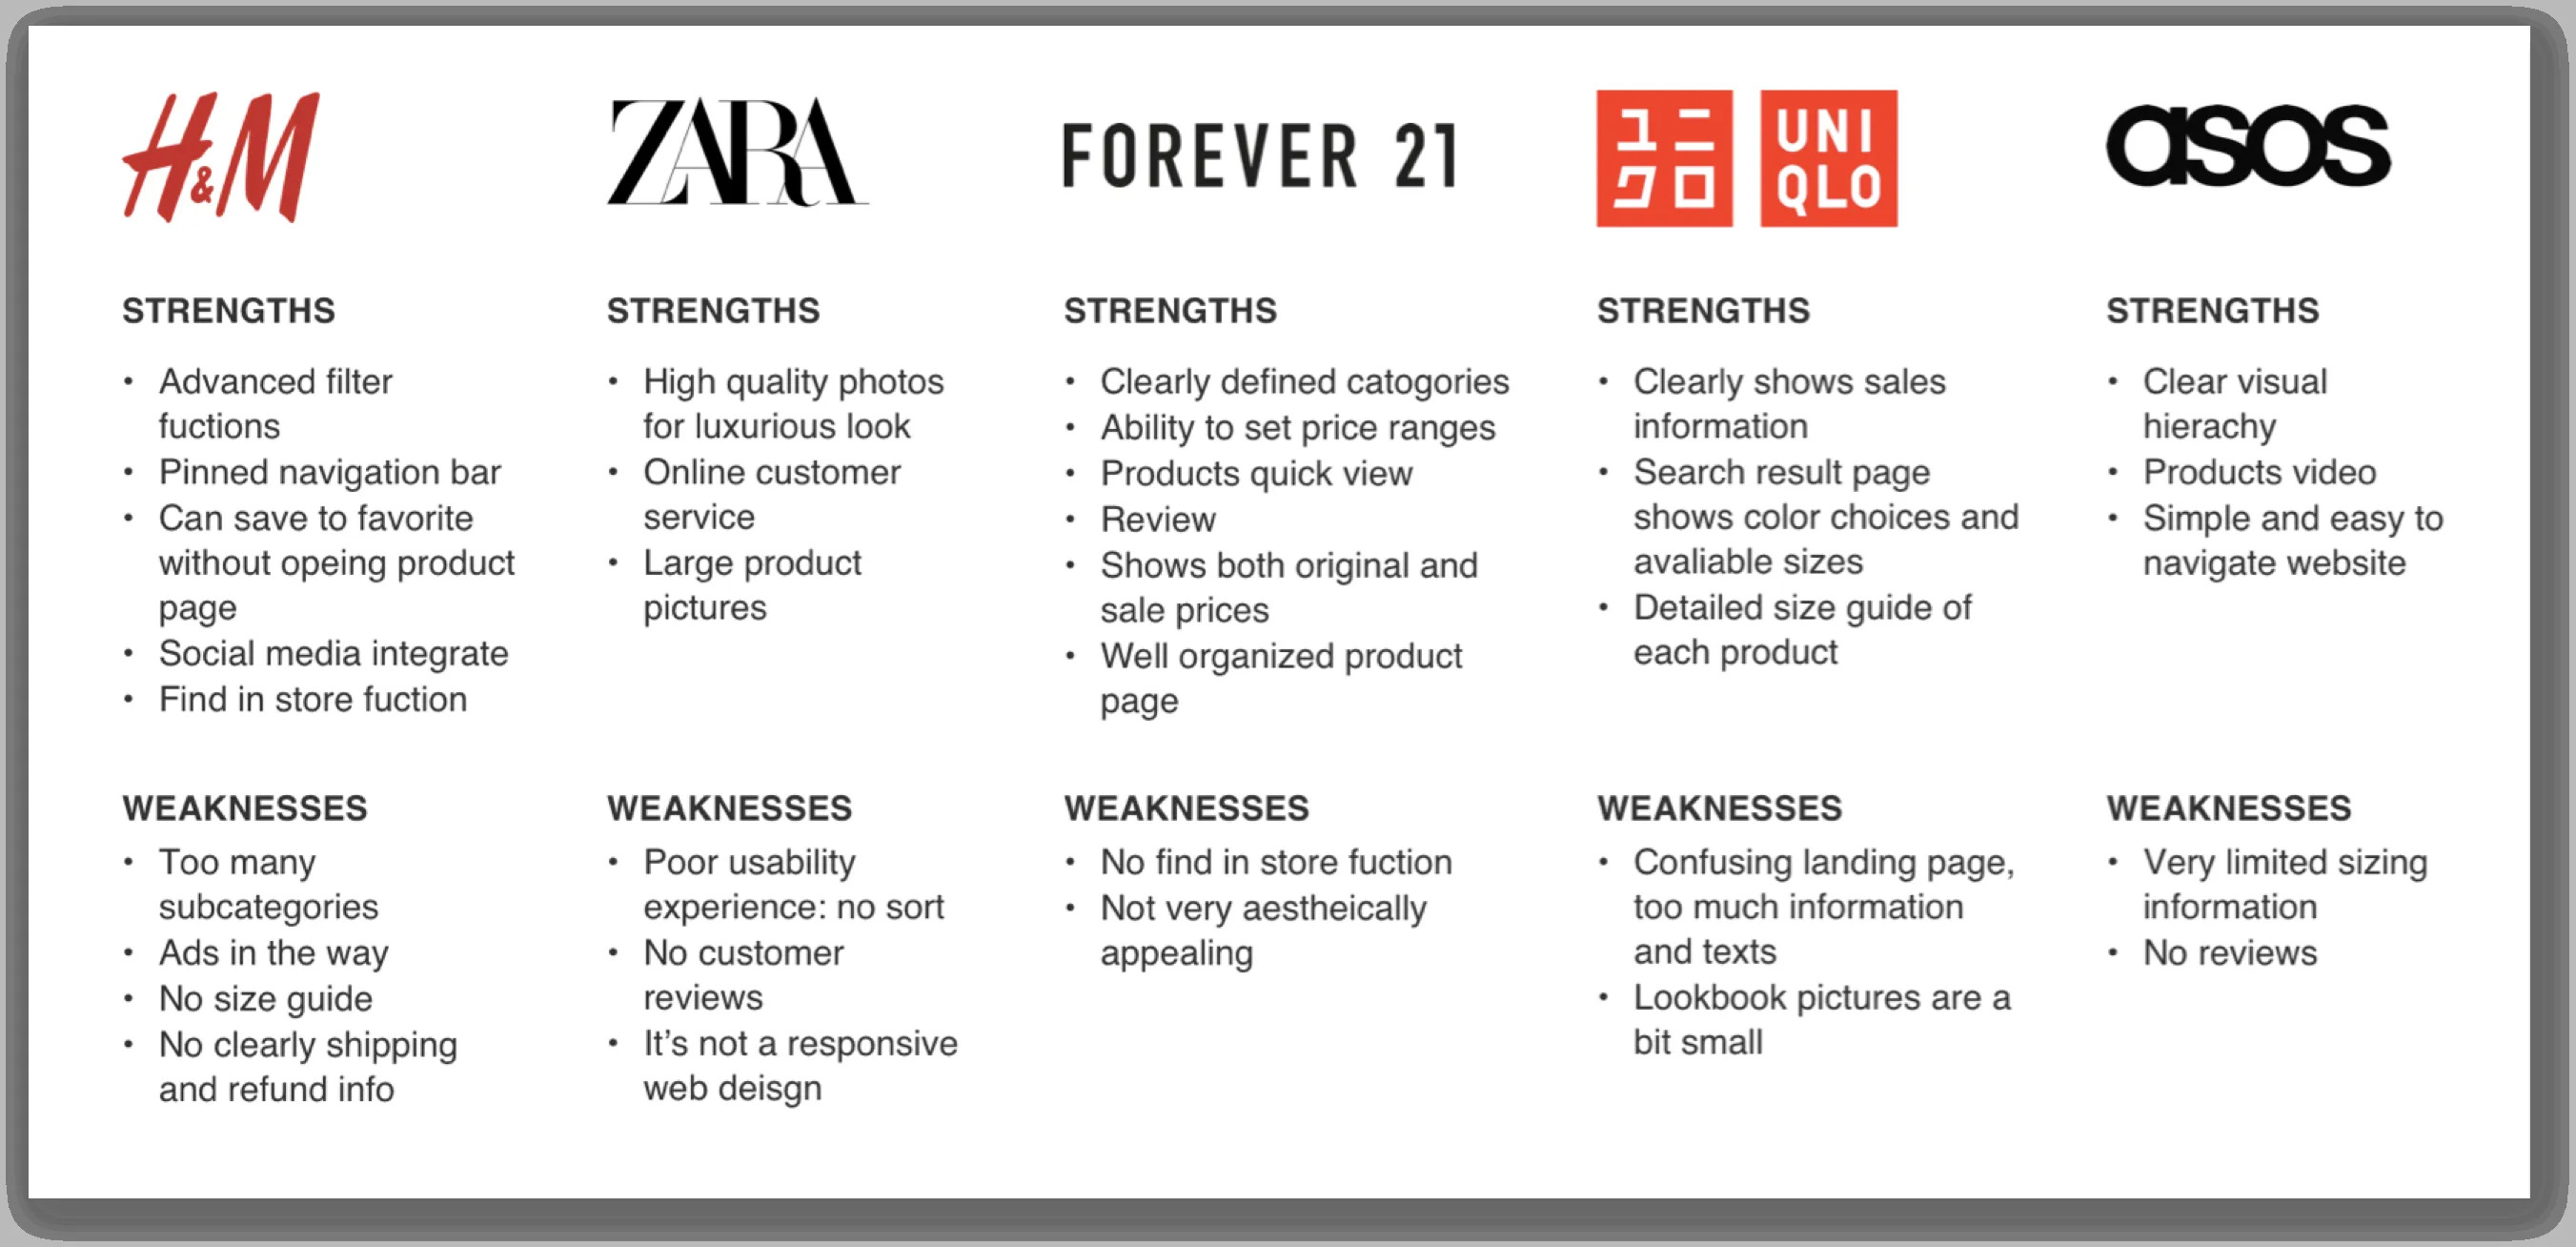 H&M
STRENGTHS
• Advanced filter
fuctions
• Pinned navigation bar
• Can save to favorite
without opeing product
page
• Social media integrate
• Find in store fuction
WEAKNESSES
• Too many
subcategories
• Ads in the way
• No size guide
• No clearly shipping
and refund info
ZARA
STRENGTHS
• High quality photos
for luxurious look
• Online customer
service
• Large product
pictures
WEAKNESSES
• Poor usability
experience: no sort
• No customer
reviews
• It’s not a responsive
web deisgn
FOREVER 21
STRENGTHS
• Clearly defined catogories
• Ability to set price ranges
• Products quick view
• Review
• Shows both original and
sale prices
• Well organized product
page
WEAKNESSES
• No find in store fuction
• Not very aestheically
appealing
ユニ
クロ
UNI
QLO
STRENGTHS
• Clearly shows sales
information
• Search result page
shows color choices and
avaliable sizes
• Detailed size guide of
each product
WEAKNESSES
• Confusing landing page,
too much information
and texts
• Lookbook pictures are a
bit small
asos
STRENGTHS
• Clear visual
hierachy
• Products video
• Simple and easy to
navigate website
WEAKNESSES
• Very limited sizing
information
• No reviews